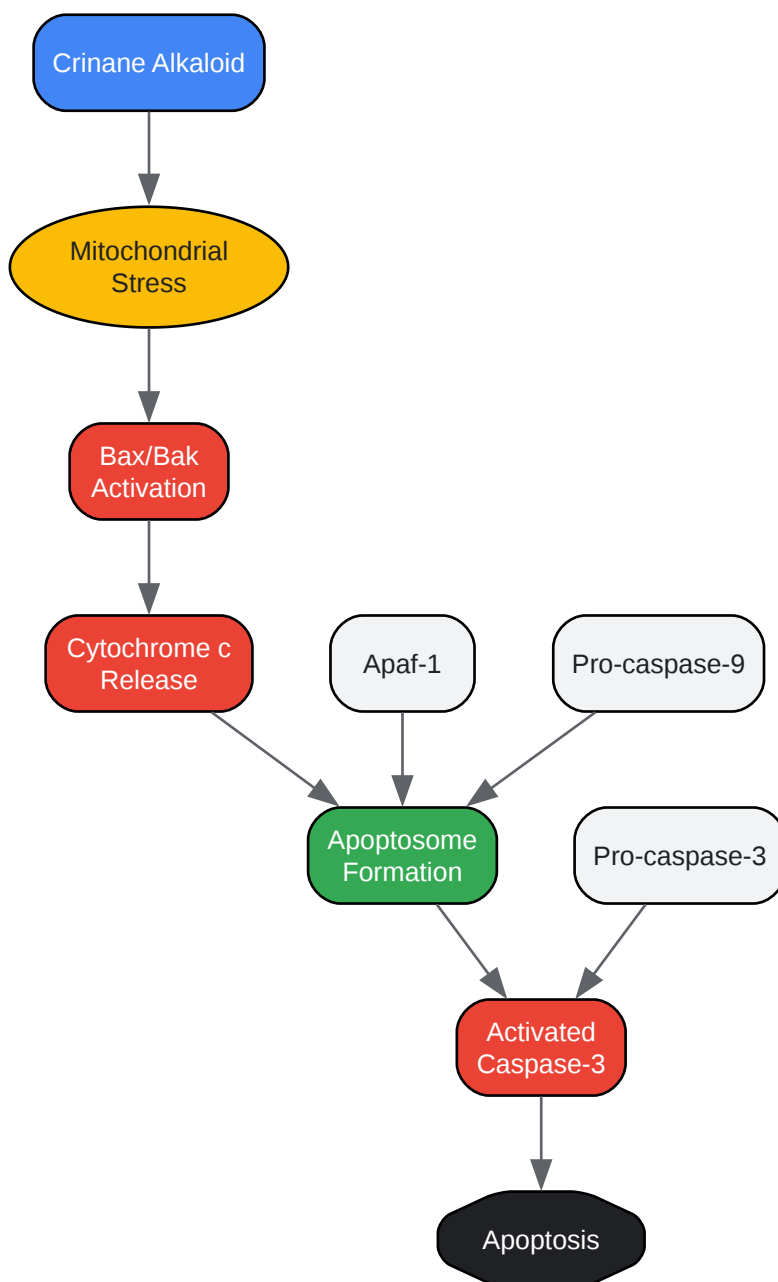 Crinane Alkaloid
Mitochondrial
Stress
Bax/Bak
Activation
Cytochrome c
Release
Apaf-1
Pro-caspase-9
Apoptosome
Formation
Pro-caspase-3
Activated
Caspase-3
Apoptosis